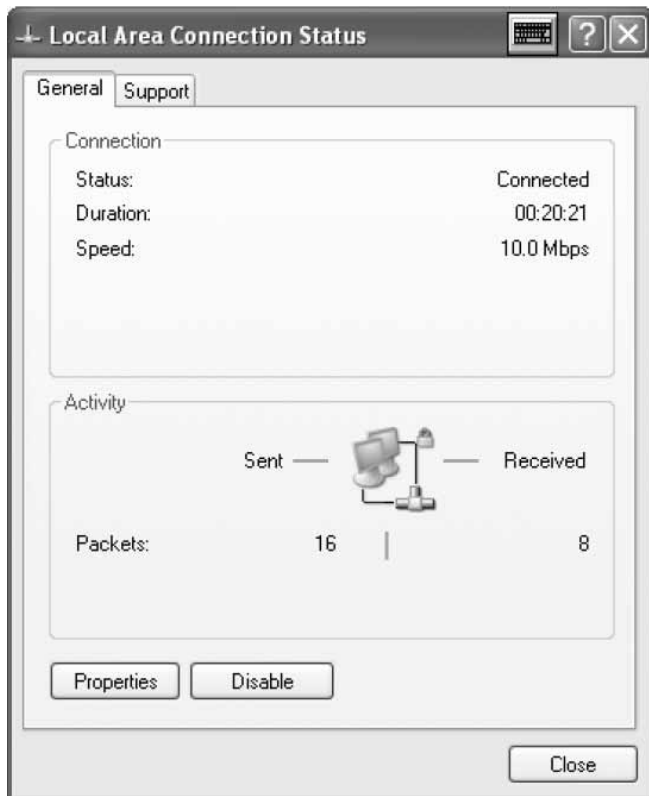 Local Area Connection Status
General Support
Connection
Status: Connected
Duration: 00:20:21
Speed: 10.0 Mbps
Activity
Sent Received
Packets: 16 8
Properties Disable
Close